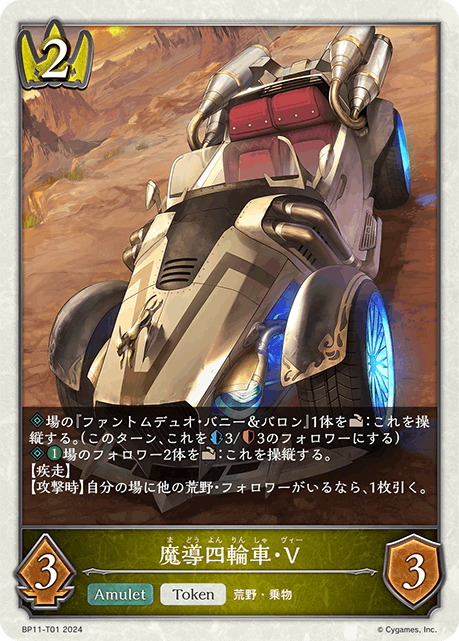 2
場の『ファントムデュオ・バニー&バロン』1体を：これを操
縦する。(このターン、これを3/3のフォロワーにする)
1場のフォロワー2体を：これを操縦する。
【疾走】
【攻撃時】自分の場に他の荒野・フォロワーがいるなら、1枚引く。
まどうよんりんしゃ ヴィー
魔導四輪車・V
3
3
Amulet Token 荒野・乗物
BP11-T01 2024
© Cygames, Inc.